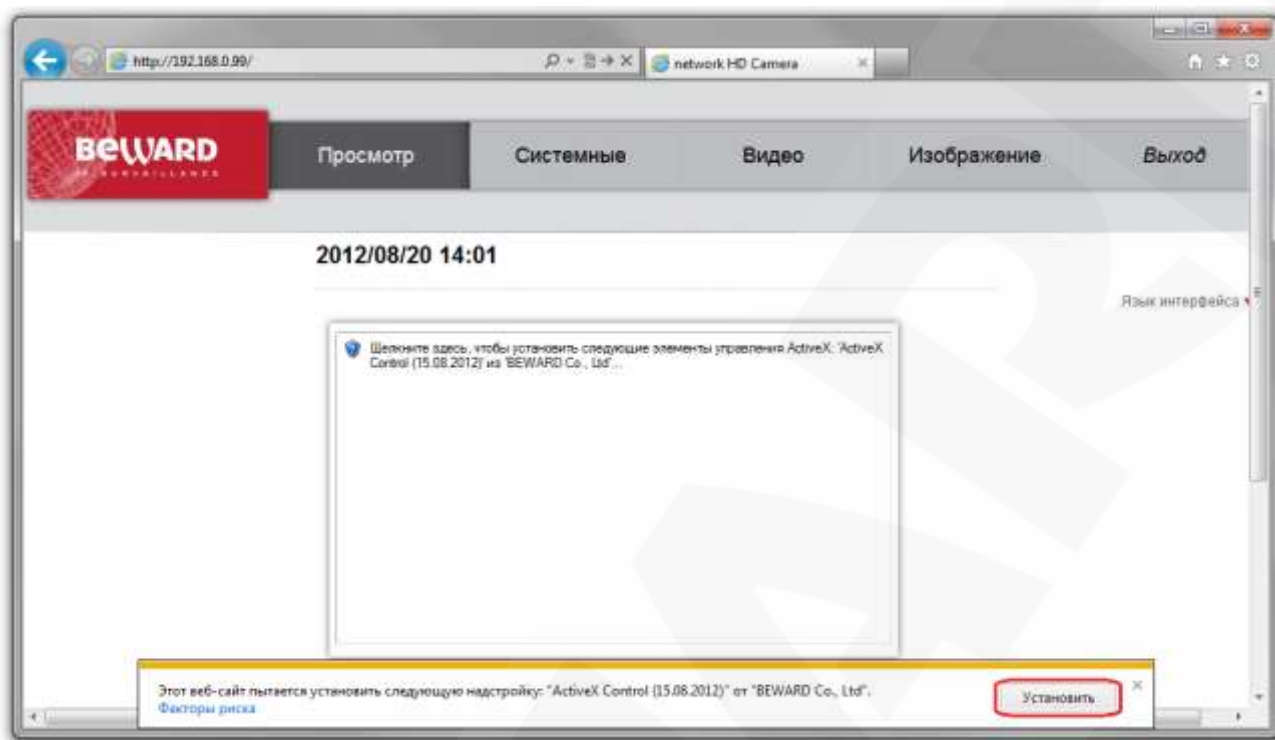 http://192.168.0.99/
network HD Camera
BEWARD
Просмотр
Системные
Видео
Изображение
Выход
2012/08/20 14:01
Язык интерфейса
Щелкните здесь, чтобы установить следующие элементы управления ActiveX: 'ActiveX
Control (15.08.2012)' из 'BEWARD Co., Ltd'...
Этот веб-сайт пытается установить следующую надстройку: "ActiveX Control (15.08.2012)" от "BEWARD Co., Ltd".
Факторы риска
Установить